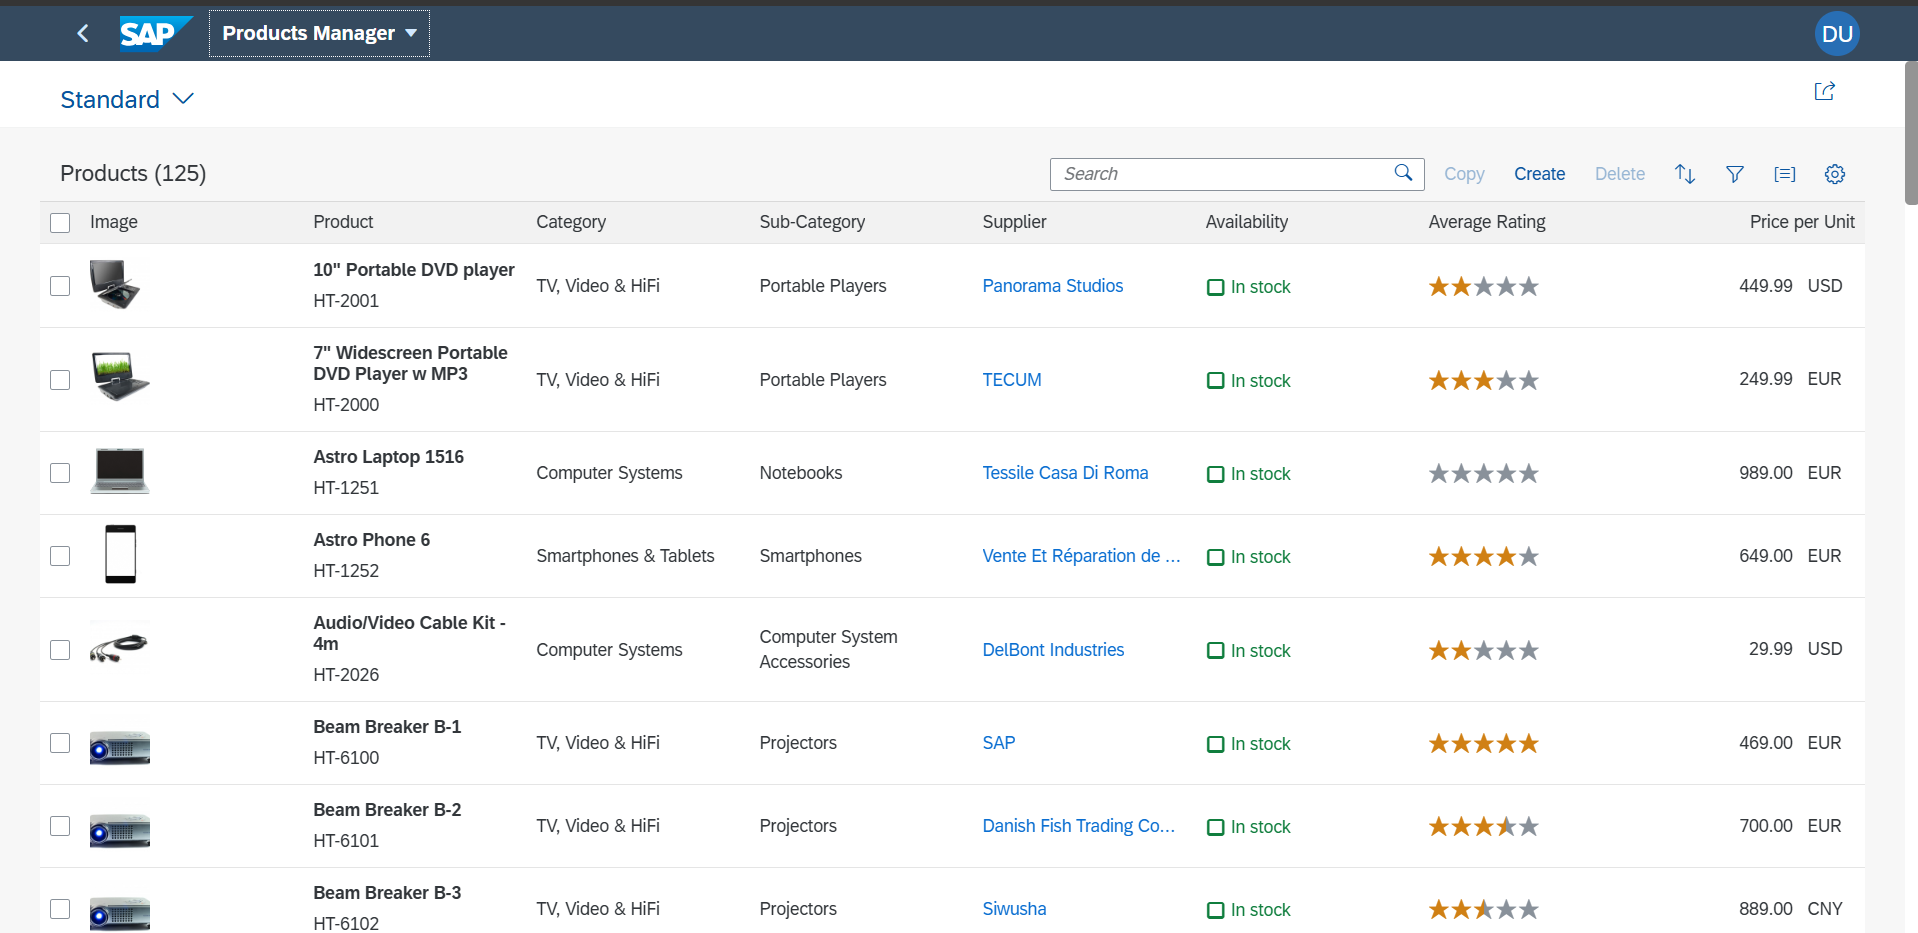 SAP Products Manager DU
Standard
Products (125) Search Copy Create Delete
Image Product Category Sub-Category Supplier Availability Average Rating Price per Unit
10" Portable DVD player
HT-2001 TV, Video & HiFi Portable Players Panorama Studios In stock 449.99 USD
7" Widescreen Portable
DVD Player w MP3
HT-2000 TV, Video & HiFi Portable Players TECUM In stock 249.99 EUR
Astro Laptop 1516
HT-1251 Computer Systems Notebooks Tessile Casa Di Roma In stock 989.00 EUR
Astro Phone 6
HT-1252 Smartphones & Tablets Smartphones Vente Et Réparation de ... In stock 649.00 EUR
Audio/Video Cable Kit -
4m
HT-2026 Computer Systems Computer System
Accessories DelBont Industries In stock 29.99 USD
Beam Breaker B-1
HT-6100 TV, Video & HiFi Projectors SAP In stock 469.00 EUR
Beam Breaker B-2
HT-6101 TV, Video & HiFi Projectors Danish Fish Trading Co... In stock 700.00 EUR
Beam Breaker B-3
HT-6102 TV, Video & HiFi Projectors Siwusha In stock 889.00 CNY